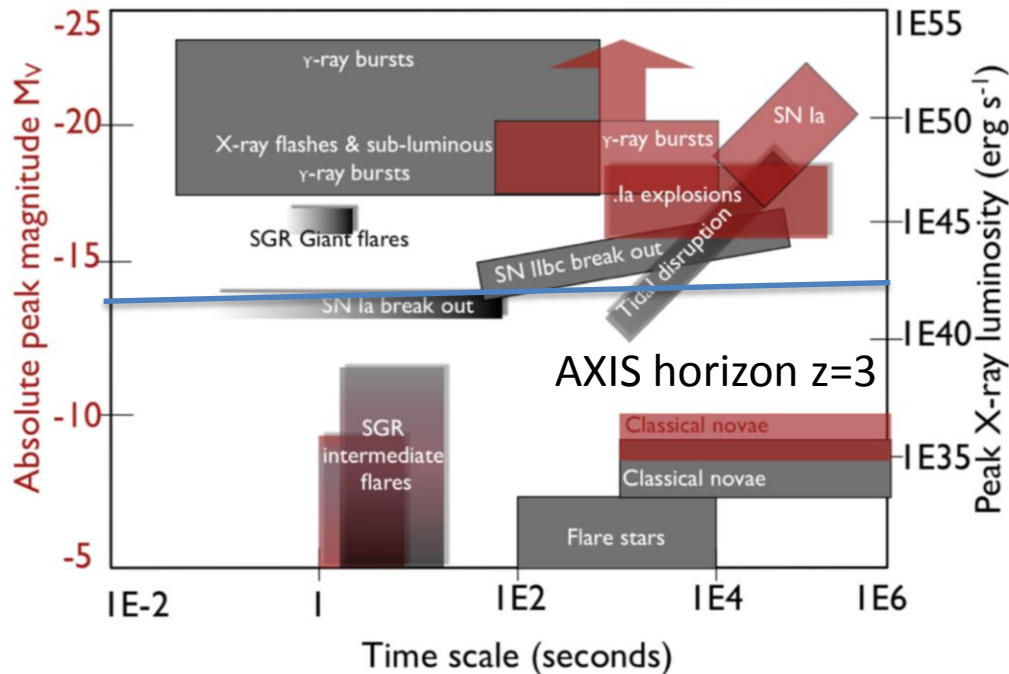 Absolute peak magnitude Mv
-25
-20
-15
-10
-5
γ-ray bursts
X-ray flashes & sub-luminous
γ-ray bursts
γ-ray bursts
SN Ia
.Ia explosions
SGR Giant flares
SN IIbc break out
Tidal disruption
SN Ia break out
AXIS horizon z=3
SGR
intermediate
flares
Classical novae
Classical novae
Flare stars
1E55
1E50
1E45
1E40
1E35
Peak X-ray luminosity (erg s⁻¹)
1E-2
1
1E2
1E4
1E6
Time scale (seconds)